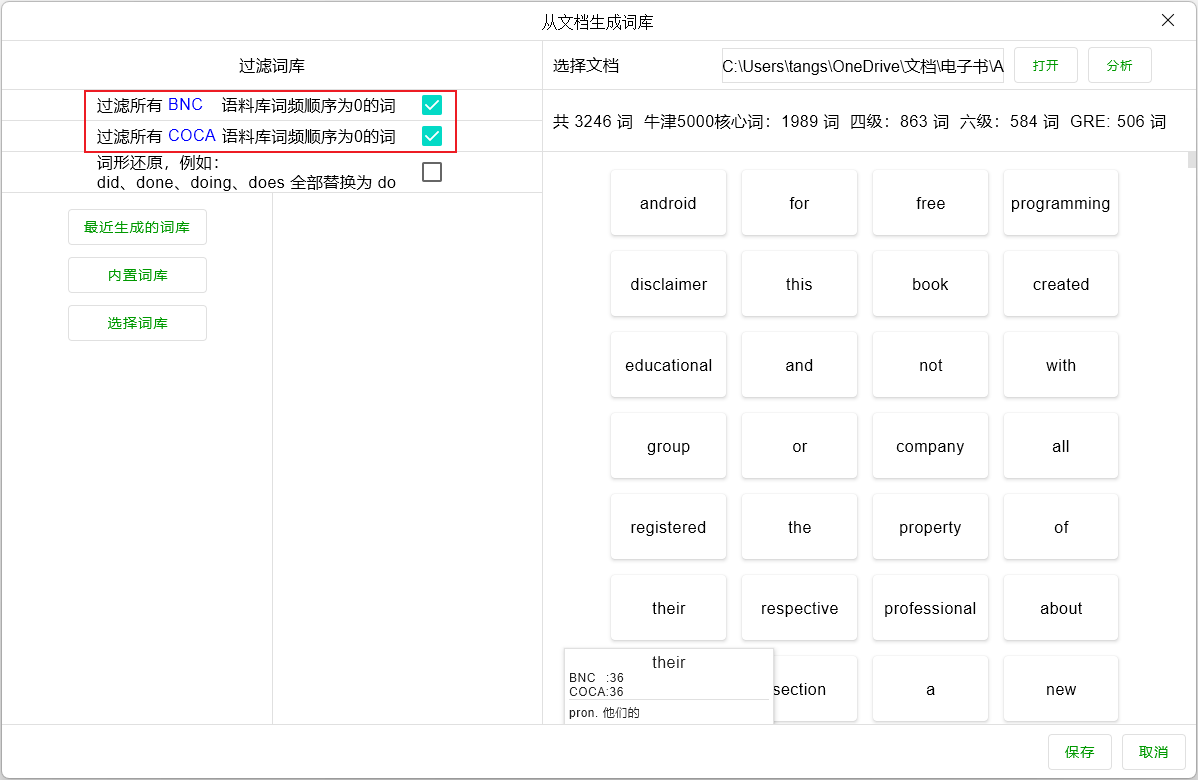 从文档生成词库
过滤词库
选择文档 C:\Users\tangs\OneDrive\文档\电子书\A 打开 分析
过滤所有 BNC 语料库词频顺序为0的词
过滤所有 COCA 语料库词频顺序为0的词
共 3246 词 牛津5000核心词：1989 词 四级：863 词 六级：584 词 GRE: 506 词
词形还原，例如：
did、done、doing、does 全部替换为 do
最近生成的词库
内置词库
选择词库
android for free programming
disclaimer this book created
educational and not with
group or company all
registered the property of
their respective professional about
section a new
their
BNC :36
COCA:36
pron. 他们的
保存 取消